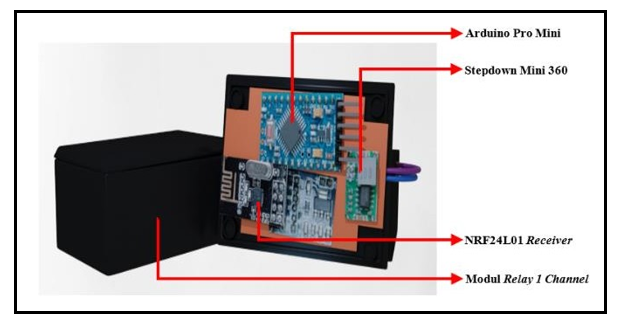 Arduino Pro Mini
Stepdown Mini 360
NRF24L01 Receiver
Modul Relay 1 Channel